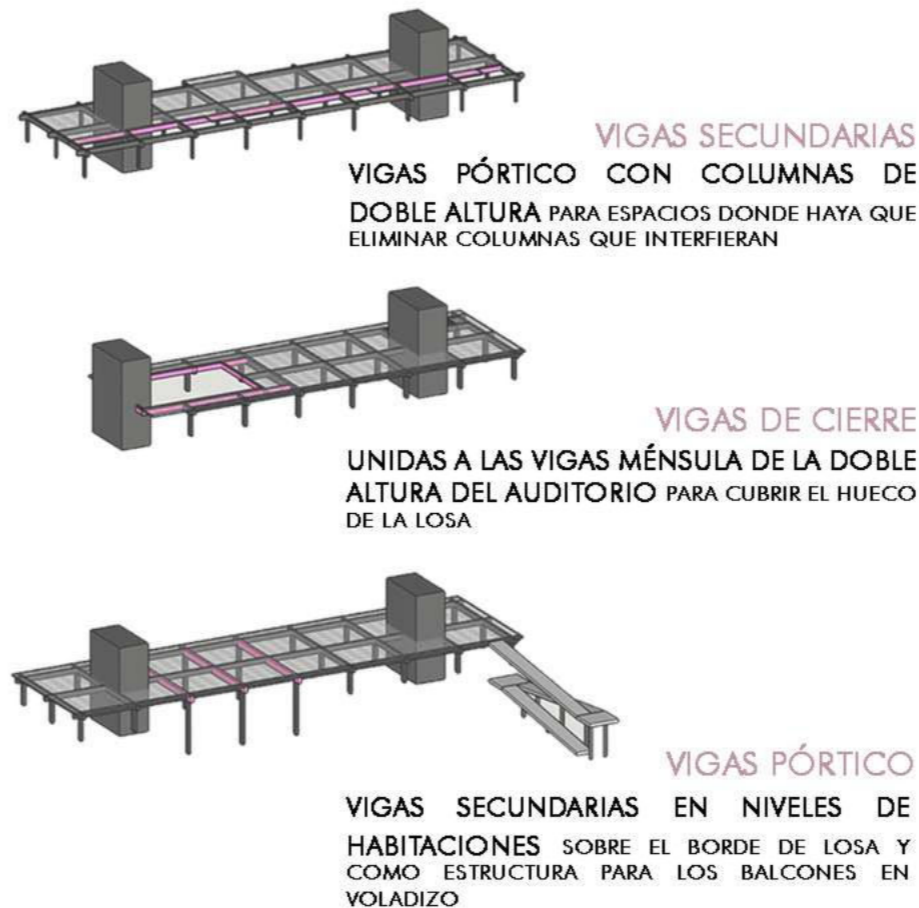 VIGAS SECUNDARIAS
VIGAS PÓRTICO CON COLUMNAS DE
DOBLE ALTURA PARA ESPACIOS DONDE HAYA QUE
ELIMINAR COLUMNAS QUE INTERFIERAN
VIGAS DE CIERRE
UNIDAS A LAS VIGAS MÉNSULA DE LA DOBLE
ALTURA DEL AUDITORIO PARA CUBRIR EL HUECO
DE LA LOSA
VIGAS PÓRTICO
VIGAS SECUNDARIAS EN NIVELES DE
HABITACIONES SOBRE EL BORDE DE LOSA Y
COMO ESTRUCTURA PARA LOS BALCONES EN
VOLADIZO